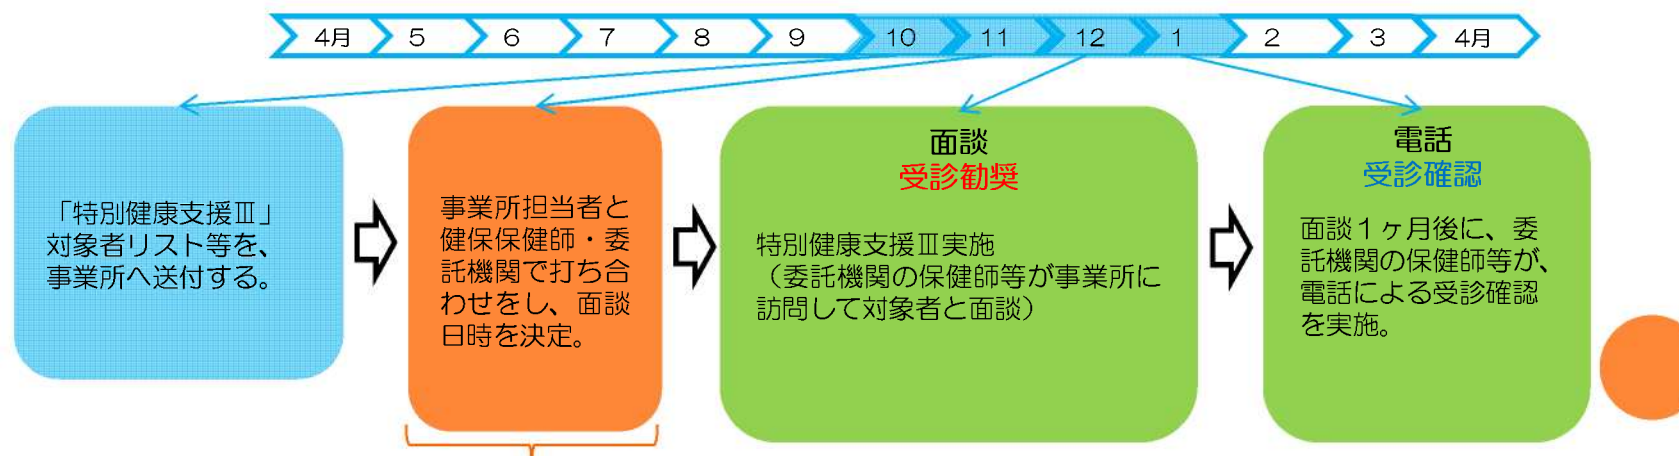 4月 5 6 7 8 9 10 11 12 1 2 3 4月
「特別健康支援Ⅲ」
対象者リスト等を、
事業所へ送付する。
事業所担当者と
健保保健師・委
託機関で打ち合
わせをし、面談
日時を決定。
面談
受診勧奨
特別健康支援Ⅲ実施
（委託機関の保健師等が事業所に
訪問して対象者と面談）
電話
受診確認
面談１ヶ月後に、委
託機関の保健師等が、
電話による受診確認
を実施。